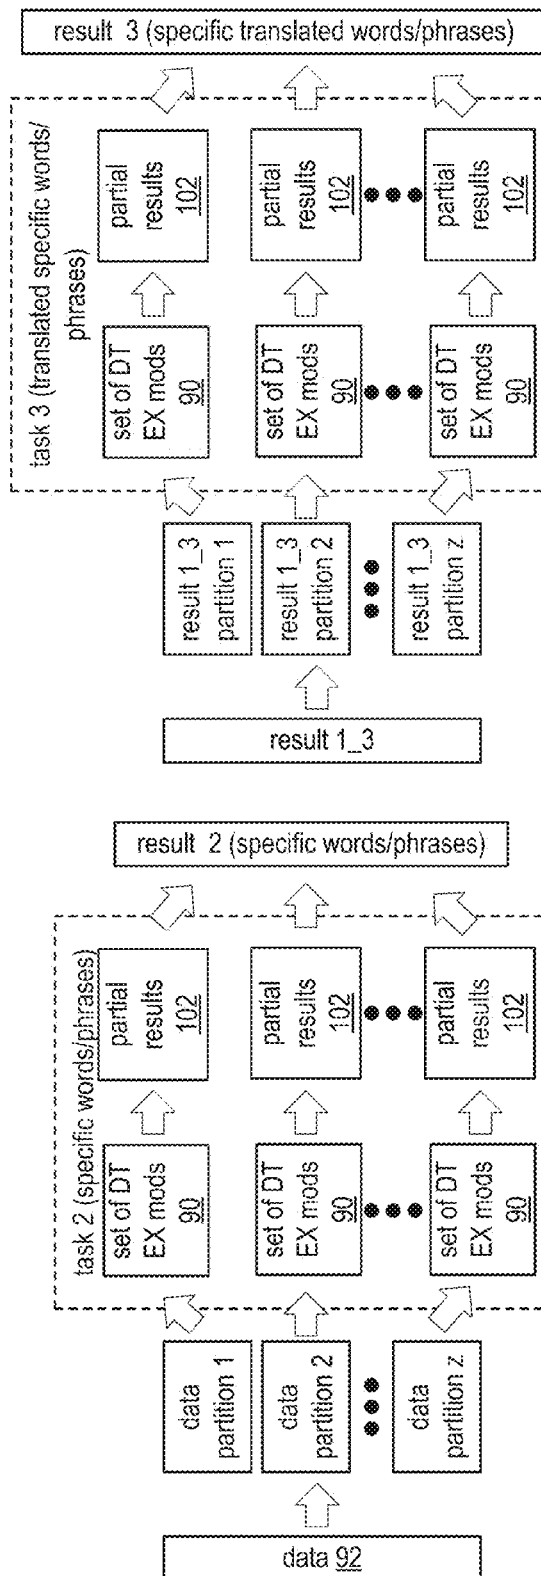 task 2 (specific words/phrases)
data 92
data
partition 1
data
partition 2
data
partition z
set of DT
EX mods
90
set of DT
EX mods
90
set of DT
EX mods
90
partial
results
102
partial
results
102
partial
results
102
result 2 (specific words/phrases)
task 3 (translated specific words/
phrases)
result 1_3
result 1_3
partition 1
result 1_3
partition 2
result 1_3
partition z
set of DT
EX mods
90
set of DT
EX mods
90
set of DT
EX mods
90
partial
results
102
partial
results
102
partial
results
102
result 3 (specific translated words/phrases)